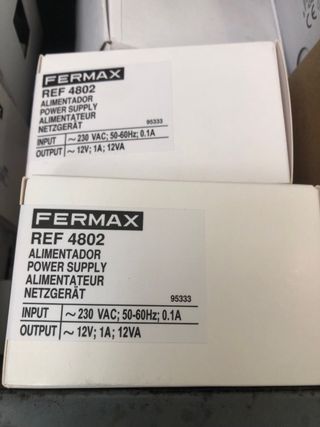 FERMAX
REF 4802
ALIMENTADOR
POWER SUPPLY
ALIMENTATEUR
NETZGERÄT
95333
INPUT ~ 230 VAC; 50-60Hz; 0.1A
OUTPUT ~ 12V; 1A; 12VA
FERMAX
REF 4802
ALIMENTADOR
POWER SUPPLY
ALIMENTATEUR
NETZGERÄT
95333
INPUT ~ 230 VAC; 50-60Hz; 0.1A
OUTPUT ~ 12V; 1A; 12VA